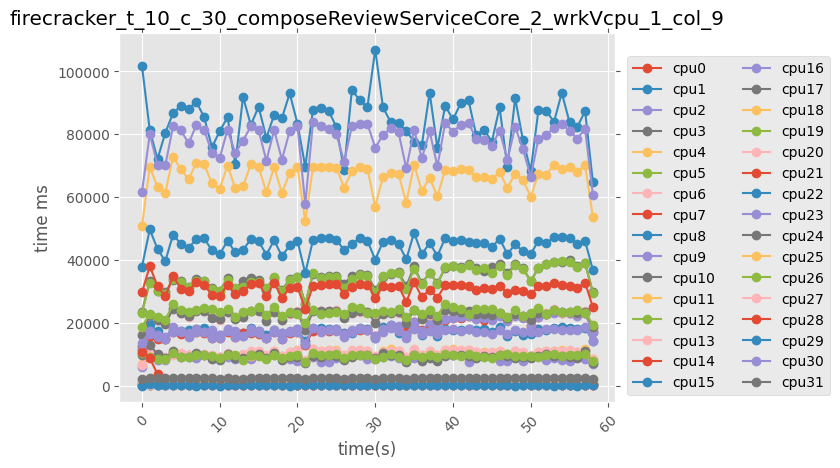 firecracker_t_10_c_30_composeReviewServiceCore_2_wrkVcpu_1_col_9
time ms
100000
80000
60000
40000
20000
0
0
10
20
30
40
50
60
time(s)
cpu0
cpu1
cpu2
cpu3
cpu4
cpu5
cpu6
cpu7
cpu8
cpu9
cpu10
cpu11
cpu12
cpu13
cpu14
cpu15
cpu16
cpu17
cpu18
cpu19
cpu20
cpu21
cpu22
cpu23
cpu24
cpu25
cpu26
cpu27
cpu28
cpu29
cpu30
cpu31